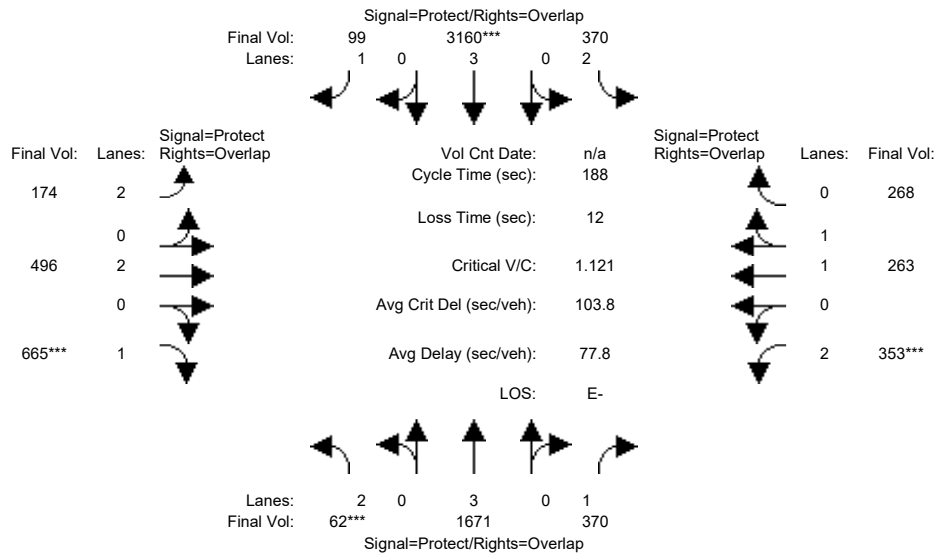 Signal=Protect/Rights=Overlap
Final Vol: 99 3160*** 370
Lanes: 1 0 3 0 2
Signal=Protect Signal=Protect
Final Vol: Lanes: Rights=Overlap Vol Cnt Date: n/a Rights=Overlap Lanes: Final Vol:
Cycle Time (sec): 188
174 2 0 268
Loss Time (sec): 12
0 1
496 2 Critical V/C: 1.121 1 263
0 Avg Crit Del (sec/veh): 103.8 0
665*** 1 Avg Delay (sec/veh): 77.8 2 353***
LOS: E-
Lanes: 2 0 3 0 1
Final Vol: 62*** 1671 370
Signal=Protect/Rights=Overlap